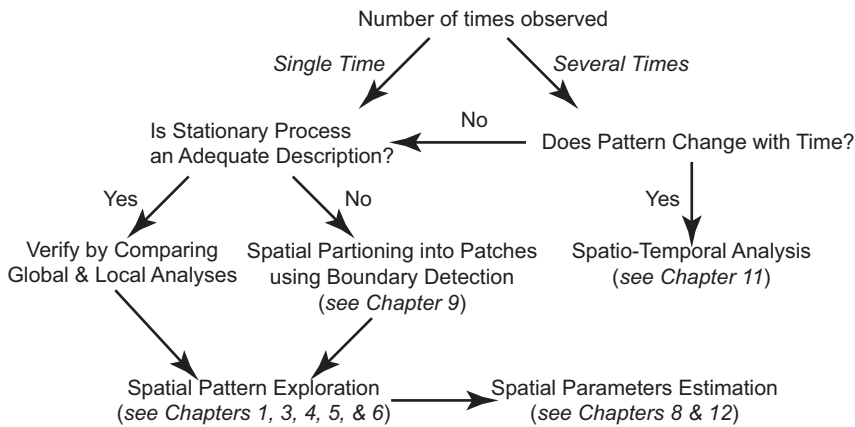 Number of times observed
Single Time
Several Times
Is Stationary Process
an Adequate Description?
No
Does Pattern Change with Time?
Yes
No
Yes
Verify by Comparing
Global & Local Analyses
Spatial Partioning into Patches
using Boundary Detection
(see Chapter 9)
Spatio-Temporal Analysis
(see Chapter 11)
Spatial Pattern Exploration
(see Chapters 1, 3, 4, 5, & 6)
Spatial Parameters Estimation
(see Chapters 8 & 12)